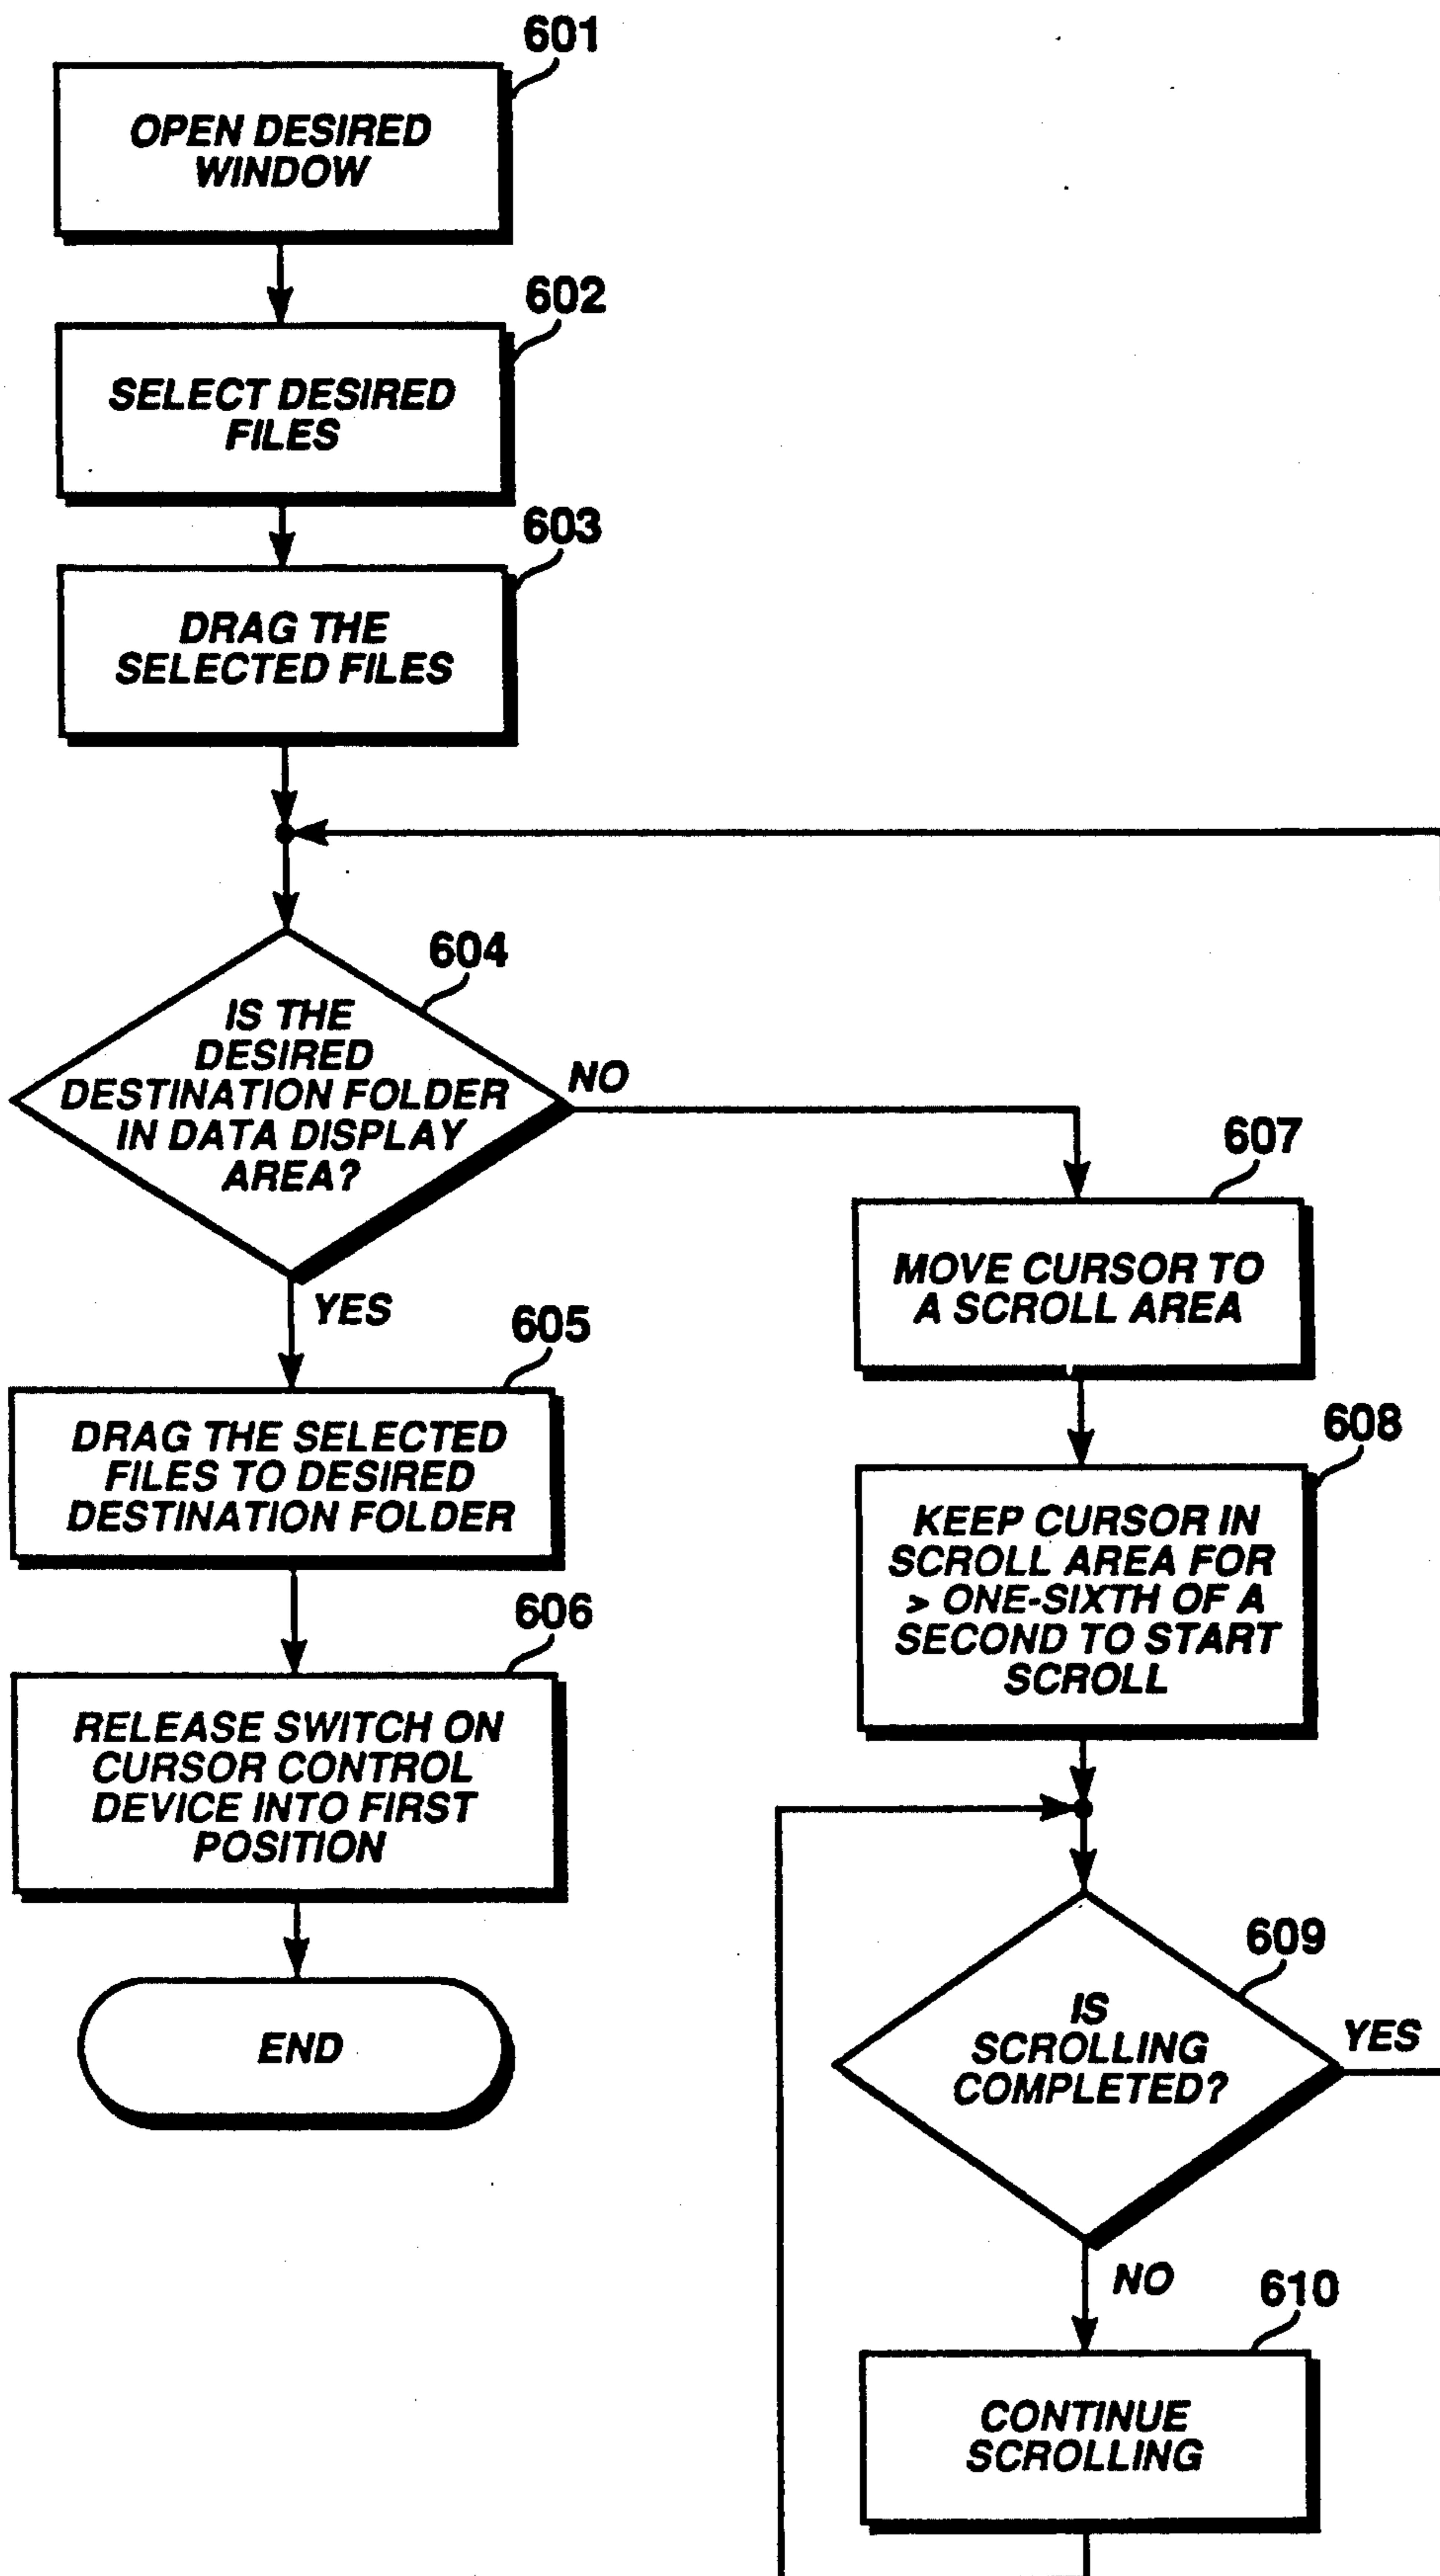 601
OPEN DESIRED
WINDOW
602
SELECT DESIRED
FILES
603
DRAG THE
SELECTED FILES
604
IS THE
DESIRED
DESTINATION FOLDER
IN DATA DISPLAY
AREA?
NO
YES
605
DRAG THE SELECTED
FILES TO DESIRED
DESTINATION FOLDER
606
RELEASE SWITCH ON
CURSOR CONTROL
DEVICE INTO FIRST
POSITION
END
607
MOVE CURSOR TO
A SCROLL AREA
608
KEEP CURSOR IN
SCROLL AREA FOR
> ONE-SIXTH OF A
SECOND TO START
SCROLL
609
IS
SCROLLING
COMPLETED?
YES
NO
610
CONTINUE
SCROLLING